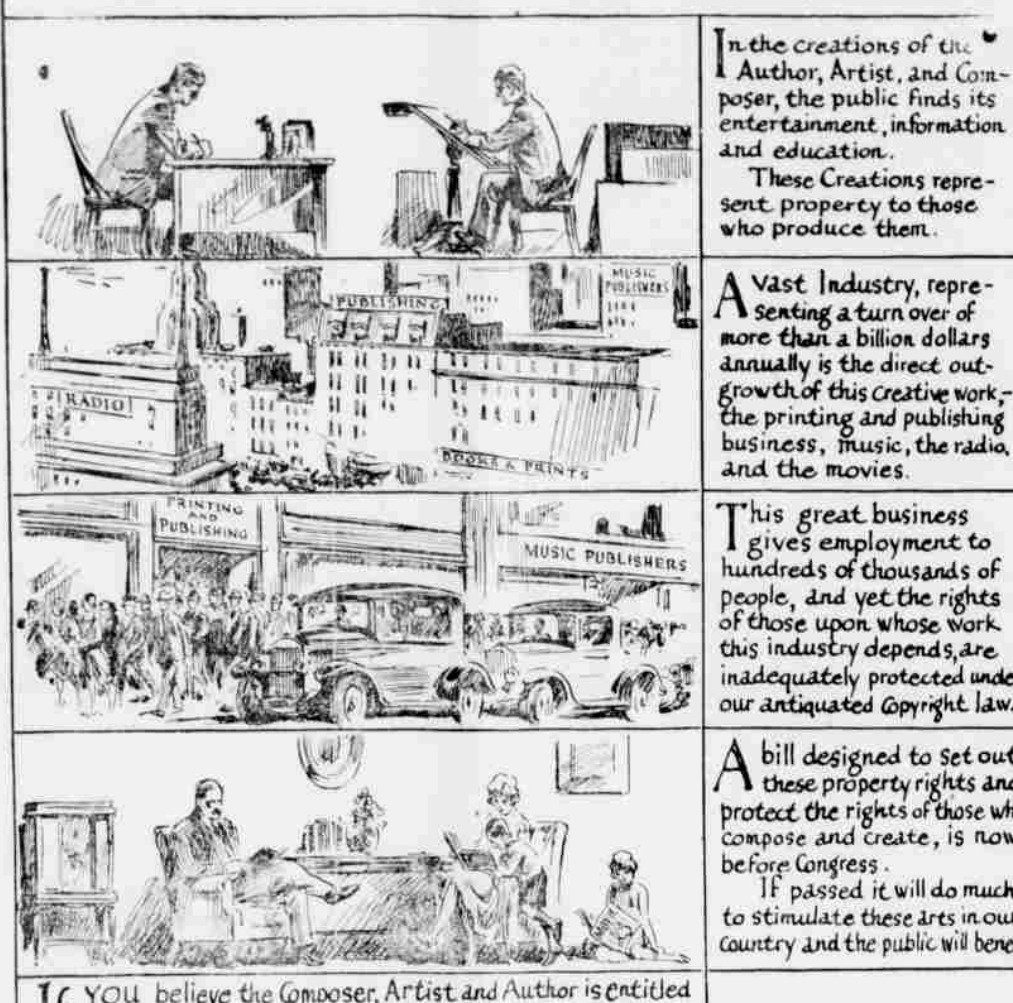 In the creations of the
Author, Artist, and Com-
poser, the public finds its
entertainment, information
and education.
These Creations repre-
sent property to those
who produce them.
PUBLISHING
MUSIC
PUBLISHERS
RADIO
BOOKS & PRINTS
A vast Industry, repre-
senting a turn over of
more than a billion dollars
annually is the direct out-
growth of this creative work,-
the printing and publishing
business, music, the radio,
and the movies.
PRINTING
AND
PUBLISHING
MUSIC PUBLISHERS
This great business
gives employment to
hundreds of thousands of
people, and yet the rights
of those upon whose work
this industry depends, are
inadequately protected unde
our antiquated Copyright law.
A bill designed to set out
these property rights and
protect the rights of those wh
compose and create, is now
before Congress.
If passed it will do much
to stimulate these arts in our
Country and the public will bene
If YOU believe the Composer, Artist and Author is entitled